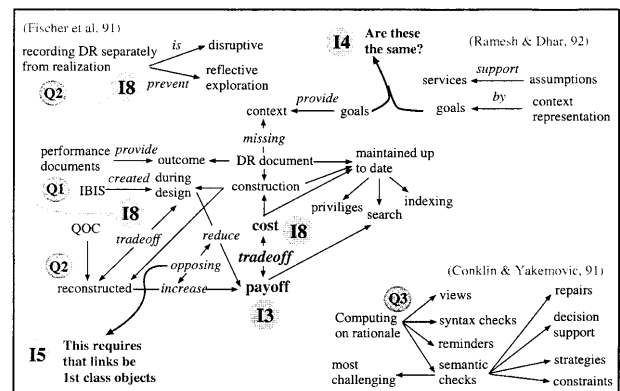 (Fischer et al, 91)
recording DR separately
from realization
is
disruptive
prevent
reflective
exploration
Q2
I8
I4
Are these
the same?
(Ramesh & Dhar, 92)
services
support
assumptions
goals
by
context
representation
context
provide
goals
missing
performance
documents
provide
outcome
DR document
maintained up
to date
Q1
IBIS
created
during
design
construction
priviliges
search
indexing
I8
QOC
tradeoff
reduce
cost
I8
tradeoff
Q2
opposing
reconstructed
increase
payoff
I3
I5
This requires
that links be
1st class objects
(Conklin & Yakemovic, 91)
Q3
Computing
on rationale
views
syntax checks
reminders
semantic
checks
most
challenging
repairs
decision
support
strategies
constraints